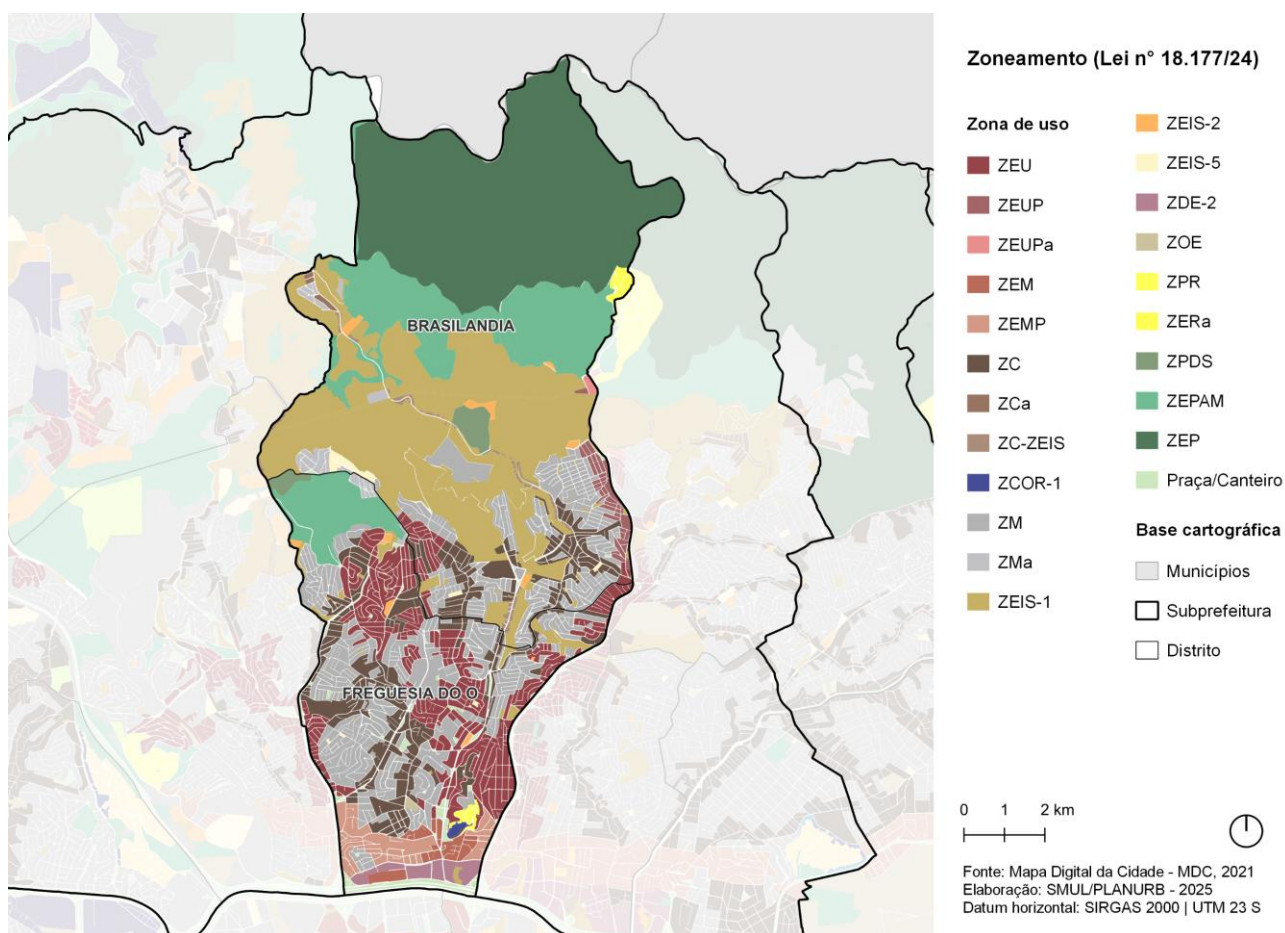 BRASILANDIA
FREGUESIA DO O
Zoneamento (Lei n° 18.177/24)
Zona de uso
ZEU
ZEUP
ZEUPa
ZEM
ZEMP
ZC
ZCa
ZC-ZEIS
ZCOR-1
ZM
ZMa
ZEIS-1
ZEIS-2
ZEIS-5
ZDE-2
ZOE
ZPR
ZERa
ZPDS
ZEPAM
ZEP
Praça/Canteiro
Base cartográfica
Municípios
Subprefeitura
Distrito
0 1 2 km
Fonte: Mapa Digital da Cidade - MDC, 2021
Elaboração: SMUL/PLANURB - 2025
Datum horizontal: SIRGAS 2000 | UTM 23 S